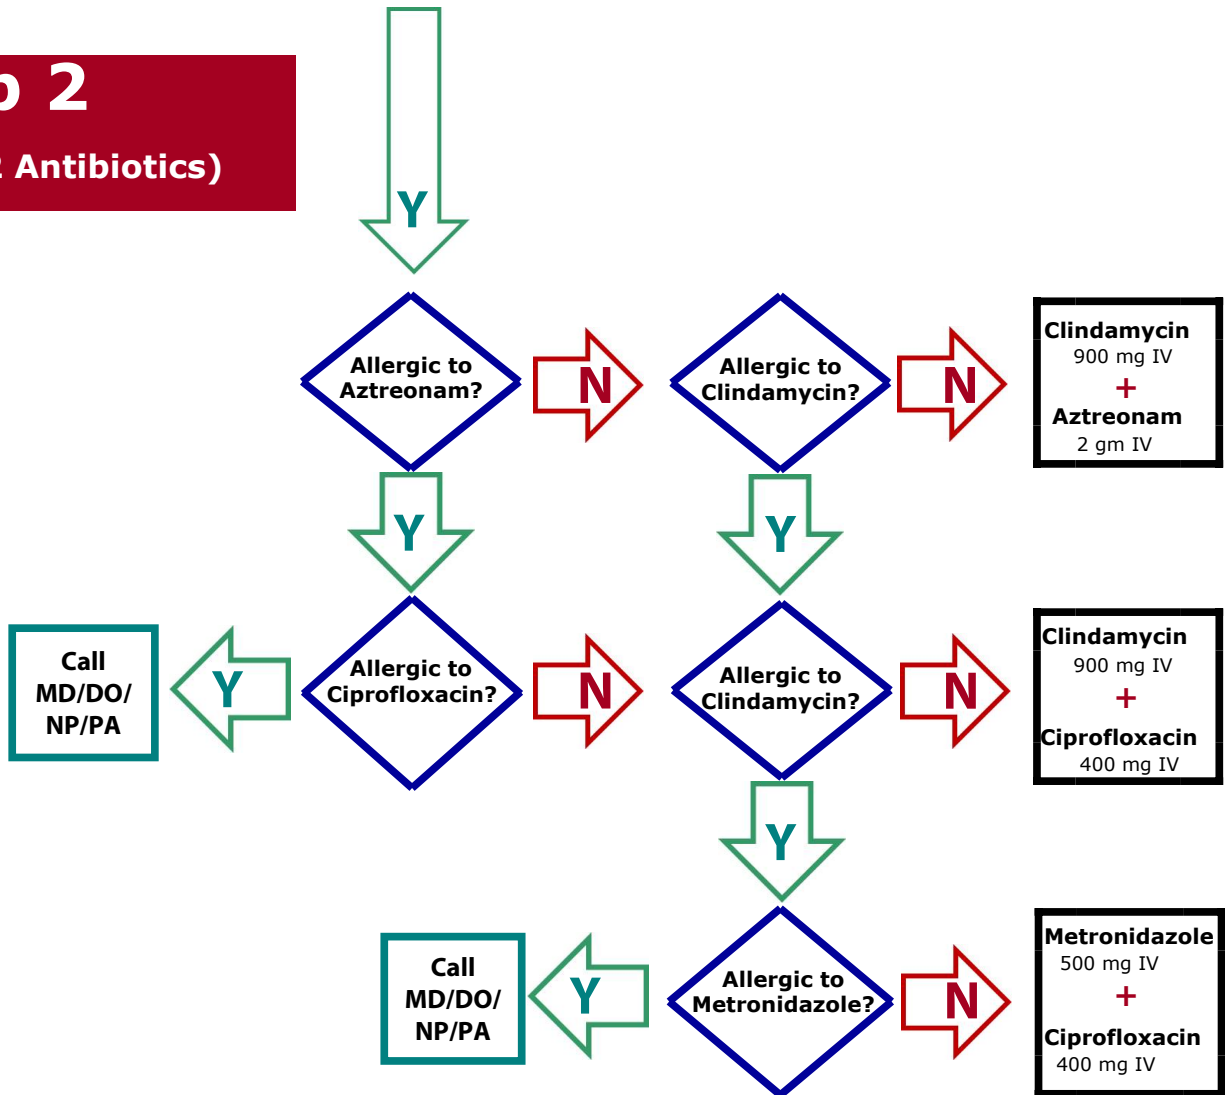 2
Antibiotics)
Y
Allergic to
Aztreonam?
N
Allergic to
Clindamycin?
N
Clindamycin
900 mg IV
+
Aztreonam
2 gm IV
Y
Y
Call
MD/DO/
NP/PA
Y
Allergic to
Ciprofloxacin?
N
Allergic to
Clindamycin?
N
Clindamycin
900 mg IV
+
Ciprofloxacin
400 mg IV
Y
Call
MD/DO/
NP/PA
Y
Allergic to
Metronidazole?
N
Metronidazole
500 mg IV
+
Ciprofloxacin
400 mg IV